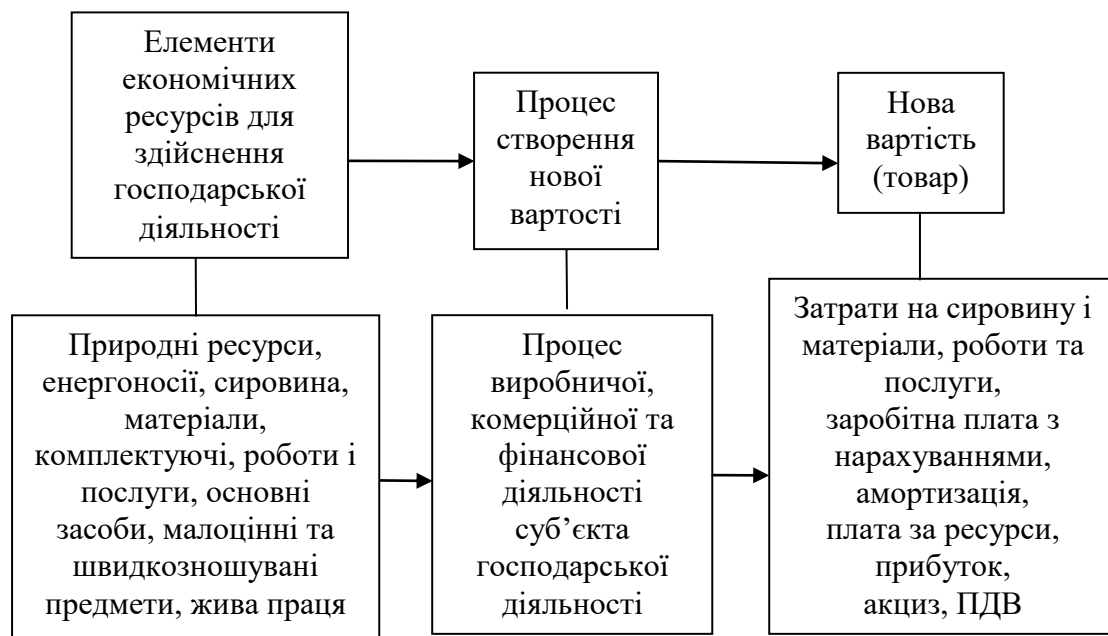 Елементи
економічних
ресурсів для
здійснення
господарської
діяльності
Процес
створення
нової
вартості
Нова
вартість
(товар)
Природні ресурси,
енергоносії, сировина,
матеріали,
комплектуючі, роботи і
послуги, основні
засоби, малоцінні та
швидкозношувані
предмети, жива праця
Процес
виробничої,
комерційної та
фінансової
діяльності
суб’єкта
господарської
діяльності
Затрати на сировину і
матеріали, роботи та
послуги,
заробітна плата з
нарахуваннями,
амортизація,
плата за ресурси,
прибуток,
акциз, ПДВ